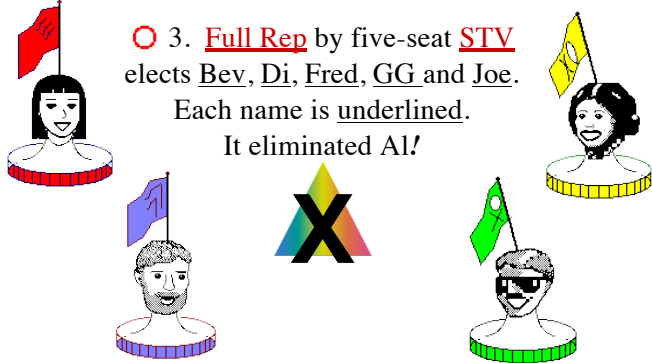 3. Full Rep by five-seat STV
elects Bev, Di, Fred, GG and Joe.
Each name is underlined.
It eliminated Al!
X